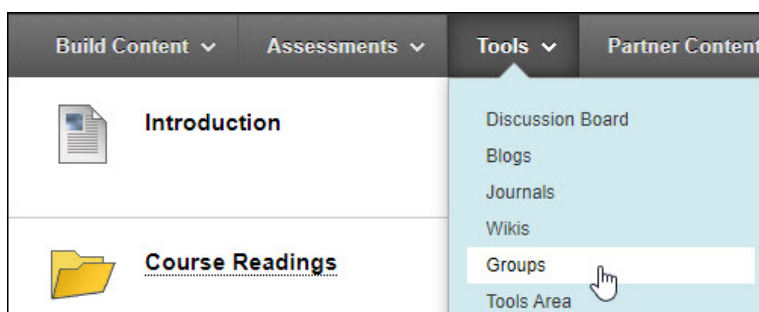 Build Content
Assessments
Tools
Partner Content
Introduction
Course Readings
Discussion Board
Blogs
Journals
Wikis
Groups
Tools Area